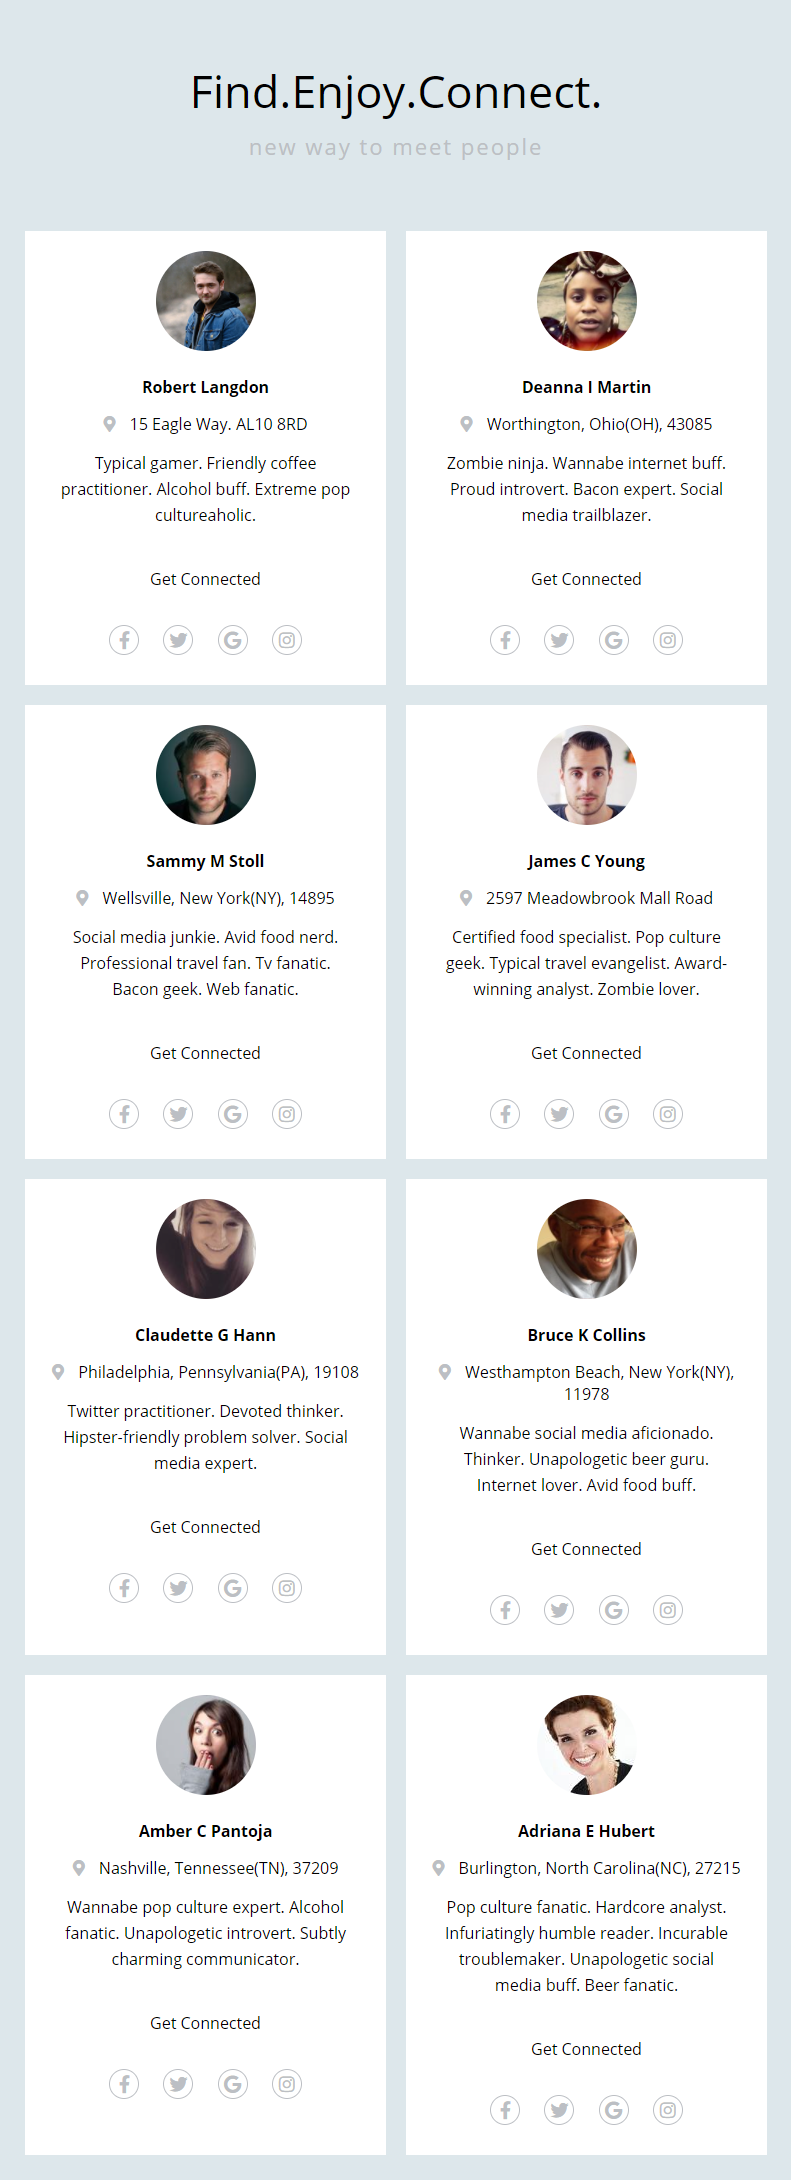 Find.Enjoy.Connect.
new way to meet people
Robert Langdon
15 Eagle Way. AL10 8RD
Typical gamer. Friendly coffee
practitioner. Alcohol buff. Extreme pop
cultureaholic.
Get Connected
Deanna I Martin
Worthington, Ohio(OH), 43085
Zombie ninja. Wannabe internet buff.
Proud introvert. Bacon expert. Social
media trailblazer.
Get Connected
Sammy M Stoll
Wellsville, New York(NY), 14895
Social media junkie. Avid food nerd.
Professional travel fan. Tv fanatic.
Bacon geek. Web fanatic.
Get Connected
James C Young
2597 Meadowbrook Mall Road
Certified food specialist. Pop culture
geek. Typical travel evangelist. Award-
winning analyst. Zombie lover.
Get Connected
Claudette G Hann
Philadelphia, Pennsylvania(PA), 19108
Twitter practitioner. Devoted thinker.
Hipster-friendly problem solver. Social
media expert.
Get Connected
Bruce K Collins
Westhampton Beach, New York(NY),
11978
Wannabe social media aficionado.
Thinker. Unapologetic beer guru.
Internet lover. Avid food buff.
Get Connected
Amber C Pantoja
Nashville, Tennessee(TN), 37209
Wannabe pop culture expert. Alcohol
fanatic. Unapologetic introvert. Subtly
charming communicator.
Get Connected
Adriana E Hubert
Burlington, North Carolina(NC), 27215
Pop culture fanatic. Hardcore analyst.
Infuriatingly humble reader. Incurable
troublemaker. Unapologetic social
media buff. Beer fanatic.
Get Connected